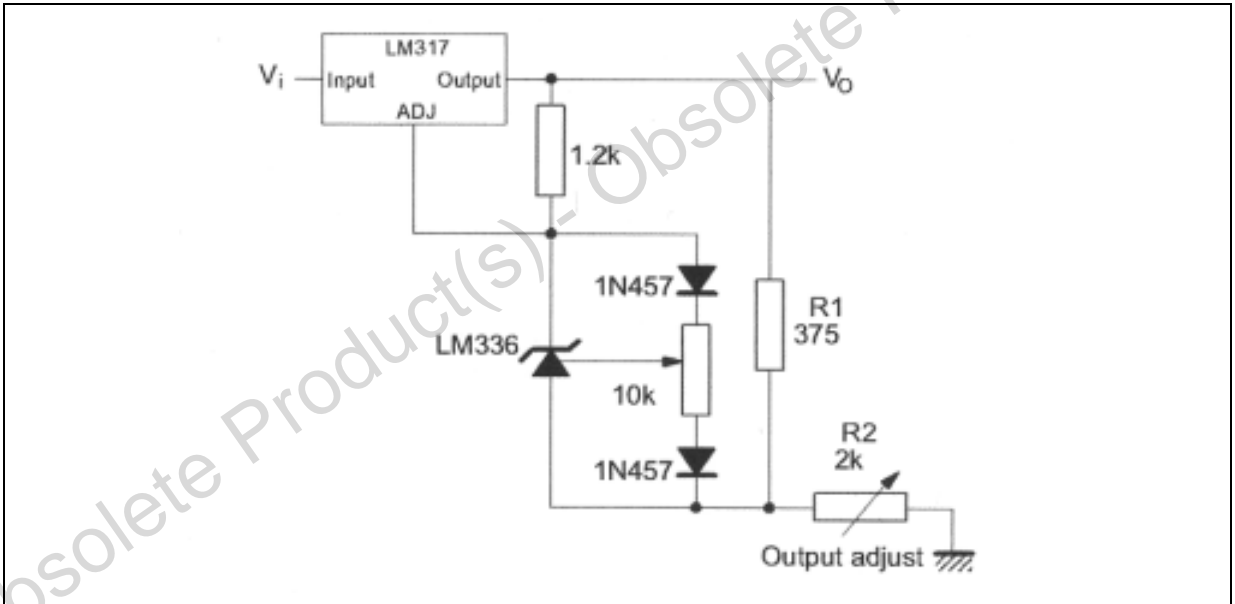 LM317
Vi
Input
Output
VO
ADJ
1.2k
1N457
R1
375
LM336
10k
R2
2k
1N457
Output adjust
Obsolete Product(s) - Obsolete